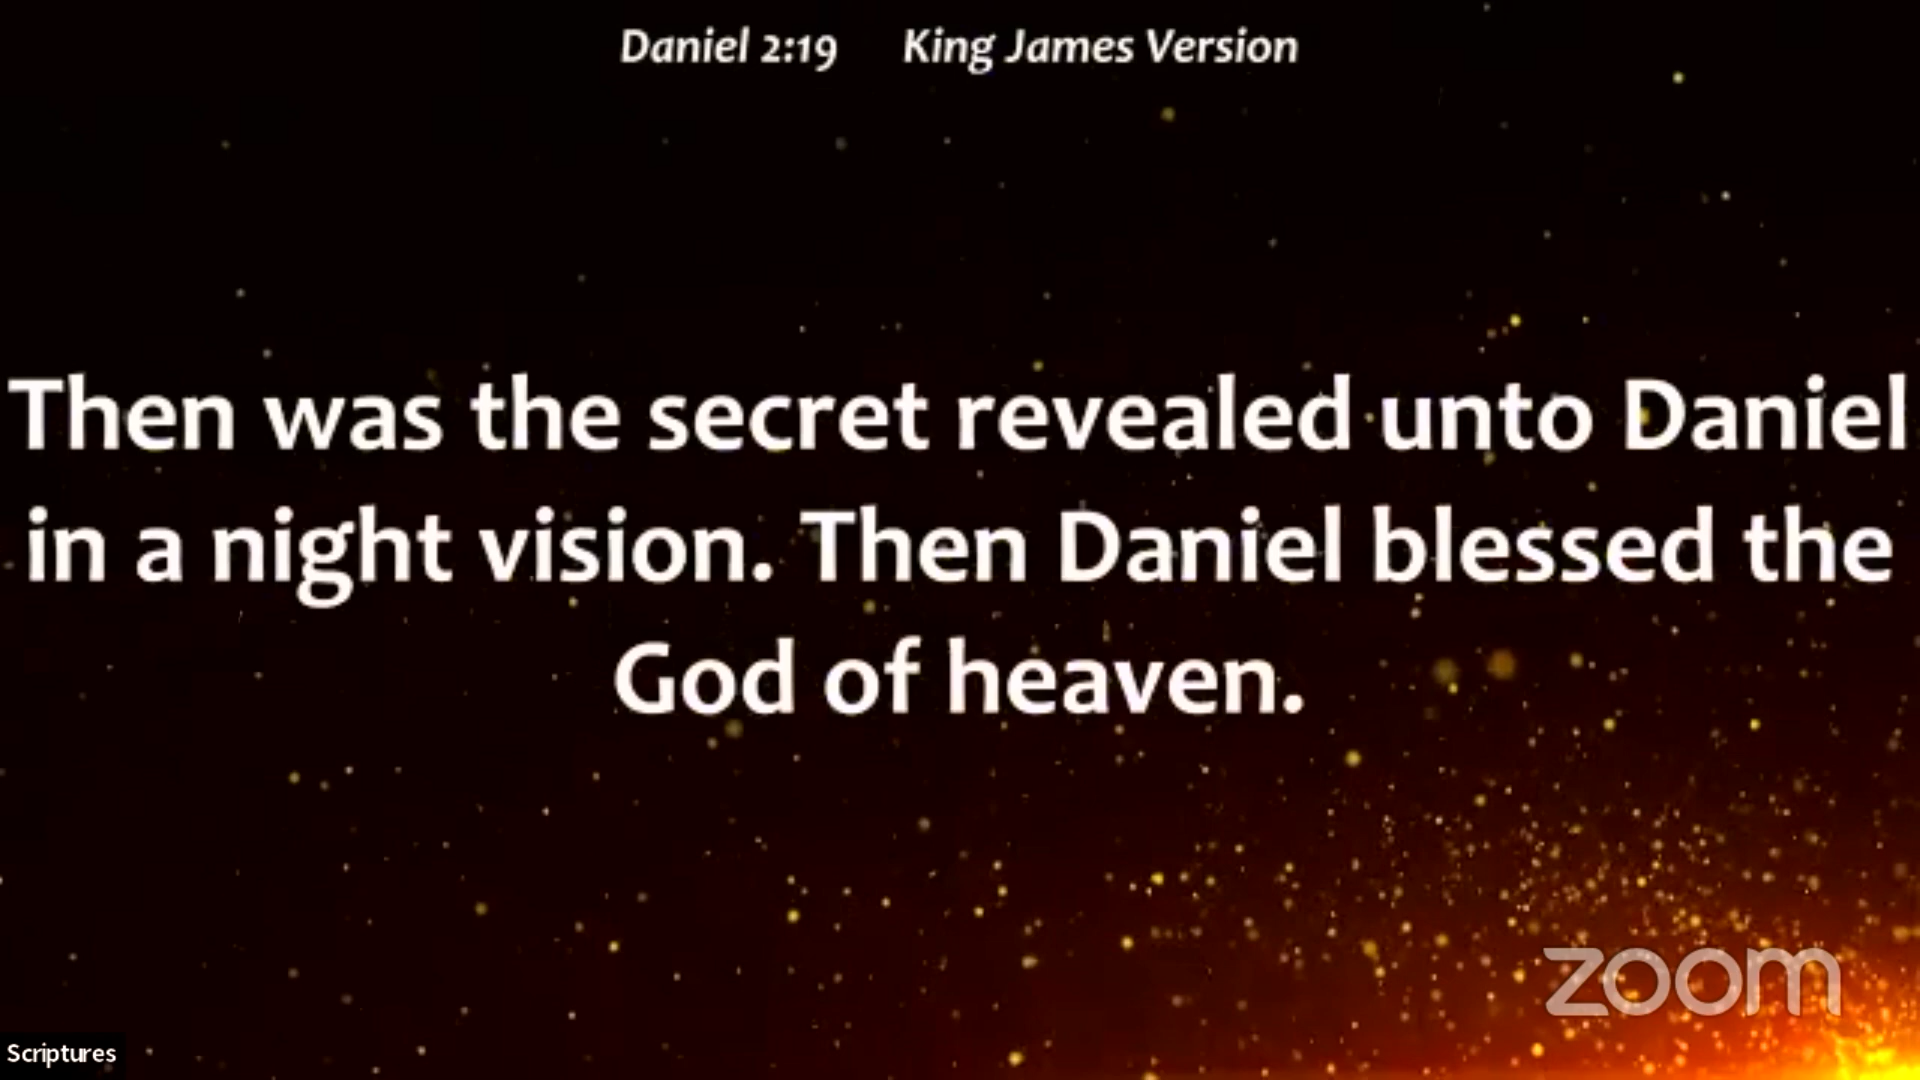 Daniel 2:19 King James Version
Then was the secret revealed unto Daniel
in a night vision. Then Daniel blessed the
God of heaven.
zoom
Scriptures